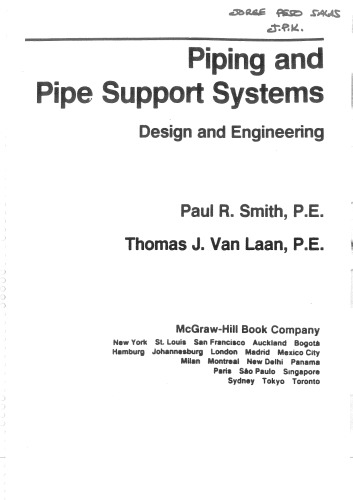 JORGE
J.P.K.
Piping and
Pipe Support Systems
Design and Engineering
Paul R. Smith, P.E.
Thomas J. Van Laan, P.E.
McGraw-Hill Book Company
New York St. Louis San Francisco Auckland Bogotá
Hamburg Johannesburg London Madrid Mexico City
Milan Montreal New Delhi Panama
Paris São Paulo Singapore
Sydney Tokyo Toronto